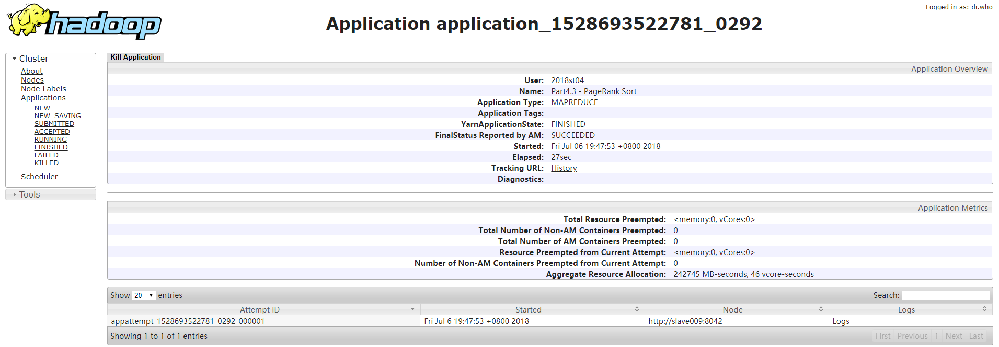 hadoop
Logged in as: dr.who
Application application_1528693522781_0292
Cluster
About
Nodes
Node Labels
Applications
NEW
NEW_SAVING
SUBMITTED
ACCEPTED
RUNNING
FINISHED
FAILED
KILLED
Scheduler
Tools
Kill Application
Application Overview
User: 2018st04
Name: Part4.3 - PageRank Sort
Application Type: MAPREDUCE
Application Tags:
YarnApplicationState: FINISHED
FinalStatus Reported by AM: SUCCEEDED
Started: Fri Jul 06 19:47:53 +0800 2018
Elapsed: 27sec
Tracking URL: History
Diagnostics:
Application Metrics
Total Resource Preempted: <memory:0, vCores:0>
Total Number of Non-AM Containers Preempted: 0
Total Number of AM Containers Preempted: 0
Resource Preempted from Current Attempt: <memory:0, vCores:0>
Number of Non-AM Containers Preempted from Current Attempt: 0
Aggregate Resource Allocation: 242745 MB-seconds, 46 vcore-seconds
Show 20 entries Search:
Attempt ID Started Node Logs
appattempt_1528693522781_0292_000001 Fri Jul 6 19:47:53 +0800 2018 http://slave009:8042 Logs
Showing 1 to 1 of 1 entries First Previous 1 Next Last